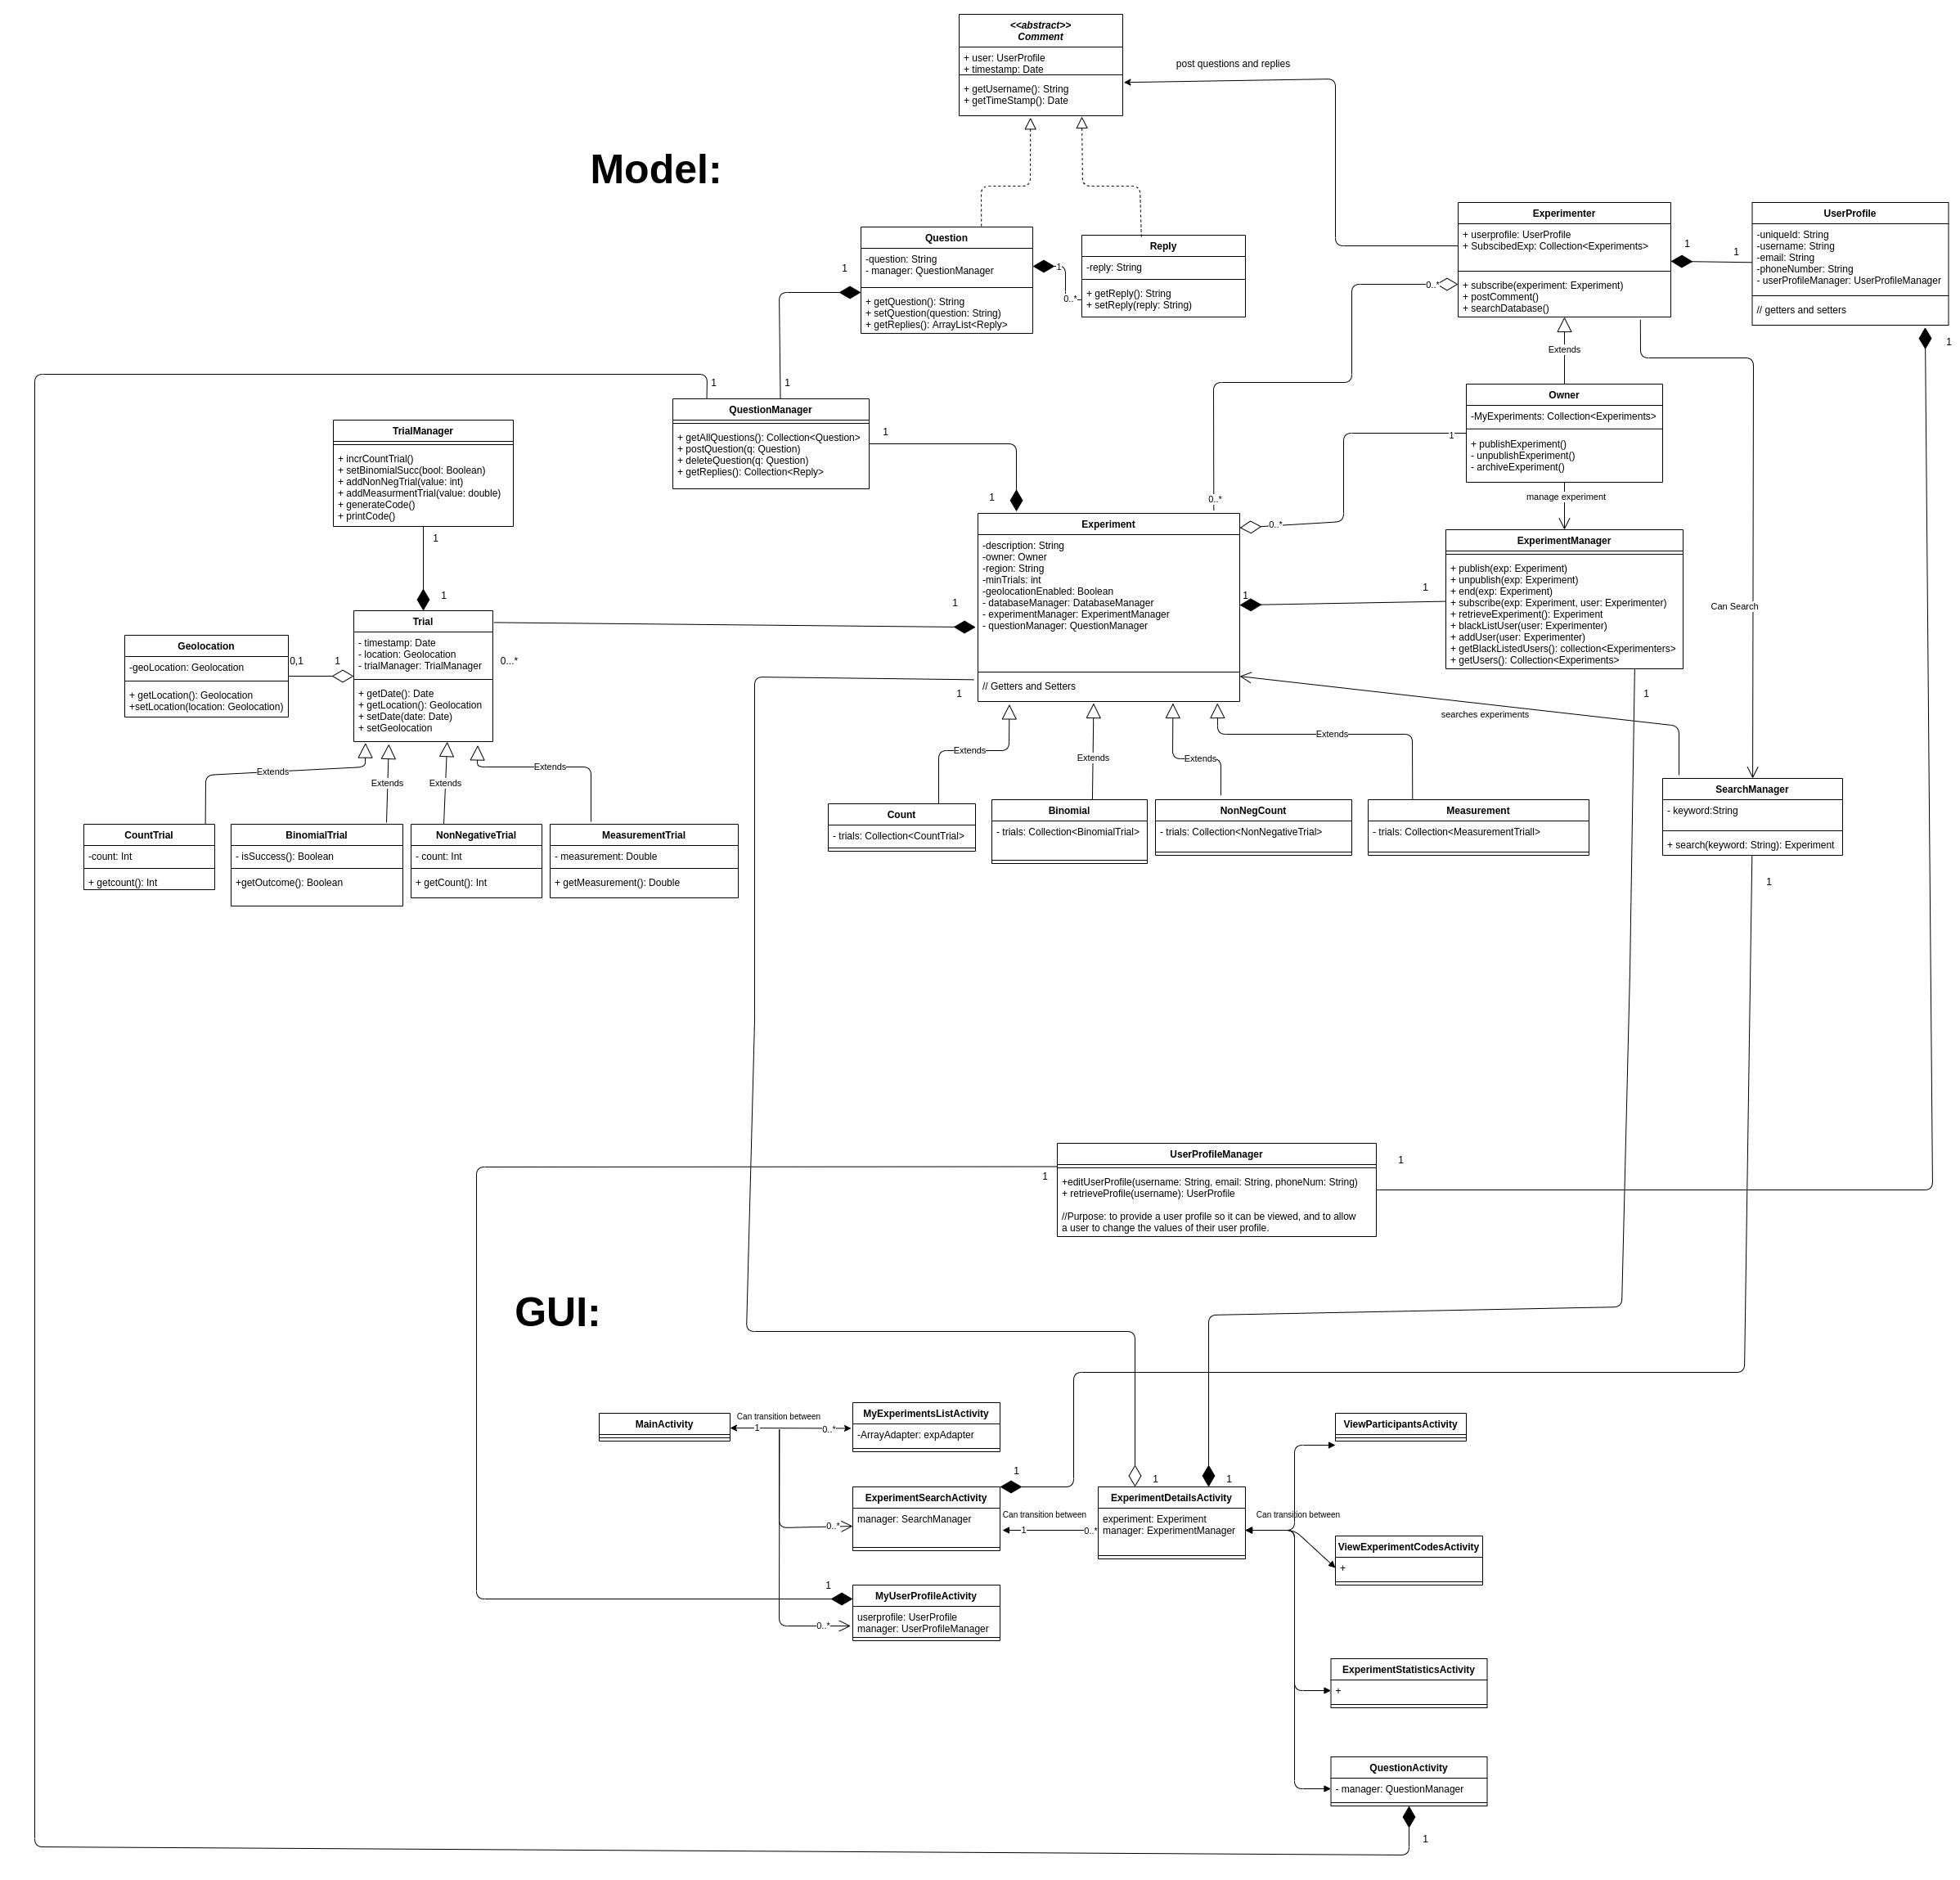 <<abstract>>
Comment
+ user: UserProfile
+ timestamp: Date
+ getUsername(): String
+ getTimeStamp(): Date
post questions and replies
Model:
Question
-question: String
- manager: QuestionManager
+ getQuestion(): String
+ setQuestion(question: String)
+ getReplies(): ArrayList<Reply>
1
1
0..*
Reply
-reply: String
+ getReply(): String
+ setReply(reply: String)
Experimenter
+ userprofile: UserProfile
+ SubscibedExp: Collection<Experiments>
+ subscribe(experiment: Experiment)
+ postComment()
+ searchDatabase()
0..*
1
1
UserProfile
-uniqueId: String
-username: String
-email: String
-phoneNumber: String
- userProfileManager: UserProfileManager
// getters and setters
1
Extends
Owner
-MyExperiments: Collection<Experiments>
+ publishExperiment()
- unpublishExperiment()
- archiveExperiment()
1
manage experiment
1
1
QuestionManager
+ getAllQuestions(): Collection<Question>
+ postQuestion(q: Question)
+ deleteQuestion(q: Question)
+ getReplies(): Collection<Reply>
1
1
TrialManager
+ incrCountTrial()
+ setBinomialSucc(bool: Boolean)
+ addNonNegTrial(value: int)
+ addMeasurmentTrial(value: double)
+ generateCode()
+ printCode()
1
1
0..*
0..*
Experiment
-description: String
-owner: Owner
-region: String
-minTrials: int
-geolocationEnabled: Boolean
- databaseManager: DatabaseManager
- experimentManager: ExperimentManager
- questionManager: QuestionManager
// Getters and Setters
1
1
1
1
ExperimentManager
+ publish(exp: Experiment)
+ unpublish(exp: Experiment)
+ end(exp: Experiment)
+ subscribe(exp: Experiment, user: Experimenter)
+ retrieveExperiment(): Experiment
+ blackListUser(user: Experimenter)
+ addUser(user: Experimenter)
+ getBlackListedUsers(): collection<Experimenters>
+ getUsers(): Collection<Experiments>
1
Can Search
searches experiments
Trial
- timestamp: Date
- location: Geolocation
- trialManager: TrialManager
+ getDate(): Date
+ getLocation(): Geolocation
+ setDate(date: Date)
+ setGeolocation
0...*
Geolocation
-geoLocation: Geolocation
+ getLocation(): Geolocation
+setLocation(location: Geolocation)
0,1
1
Extends
Extends
Extends
Extends
CountTrial
-count: Int
+ getcount(): Int
BinomialTrial
- isSuccess(): Boolean
+getOutcome(): Boolean
NonNegativeTrial
- count: Int
+ getCount(): Int
MeasurementTrial
- measurement: Double
+ getMeasurement(): Double
Extends
Extends
Extends
Extends
Count
- trials: Collection<CountTrial>
Binomial
- trials: Collection<BinomialTrial>
NonNegCount
- trials: Collection<NonNegativeTrial>
Measurement
- trials: Collection<MeasurementTriall>
SearchManager
- keyword:String
+ search(keyword: String): Experiment
1
UserProfileManager
+editUserProfile(username: String, email: String, phoneNum: String)
+ retrieveProfile(username): UserProfile
//Purpose: to provide a user profile so it can be viewed, and to allow
a user to change the values of their user profile.
1
1
GUI:
MainActivity
Can transition between
1
0..*
MyExperimentsListActivity
-ArrayAdapter: expAdapter
ExperimentSearchActivity
manager: SearchManager
0..*
1
Can transition between
1
0..*
ExperimentDetailsActivity
experiment: Experiment
manager: ExperimentManager
1
1
Can transition between
ViewParticipantsActivity
ViewExperimentCodesActivity
+
MyUserProfileActivity
userprofile: UserProfile
manager: UserProfileManager
1
0..*
ExperimentStatisticsActivity
+
QuestionActivity
- manager: QuestionManager
1